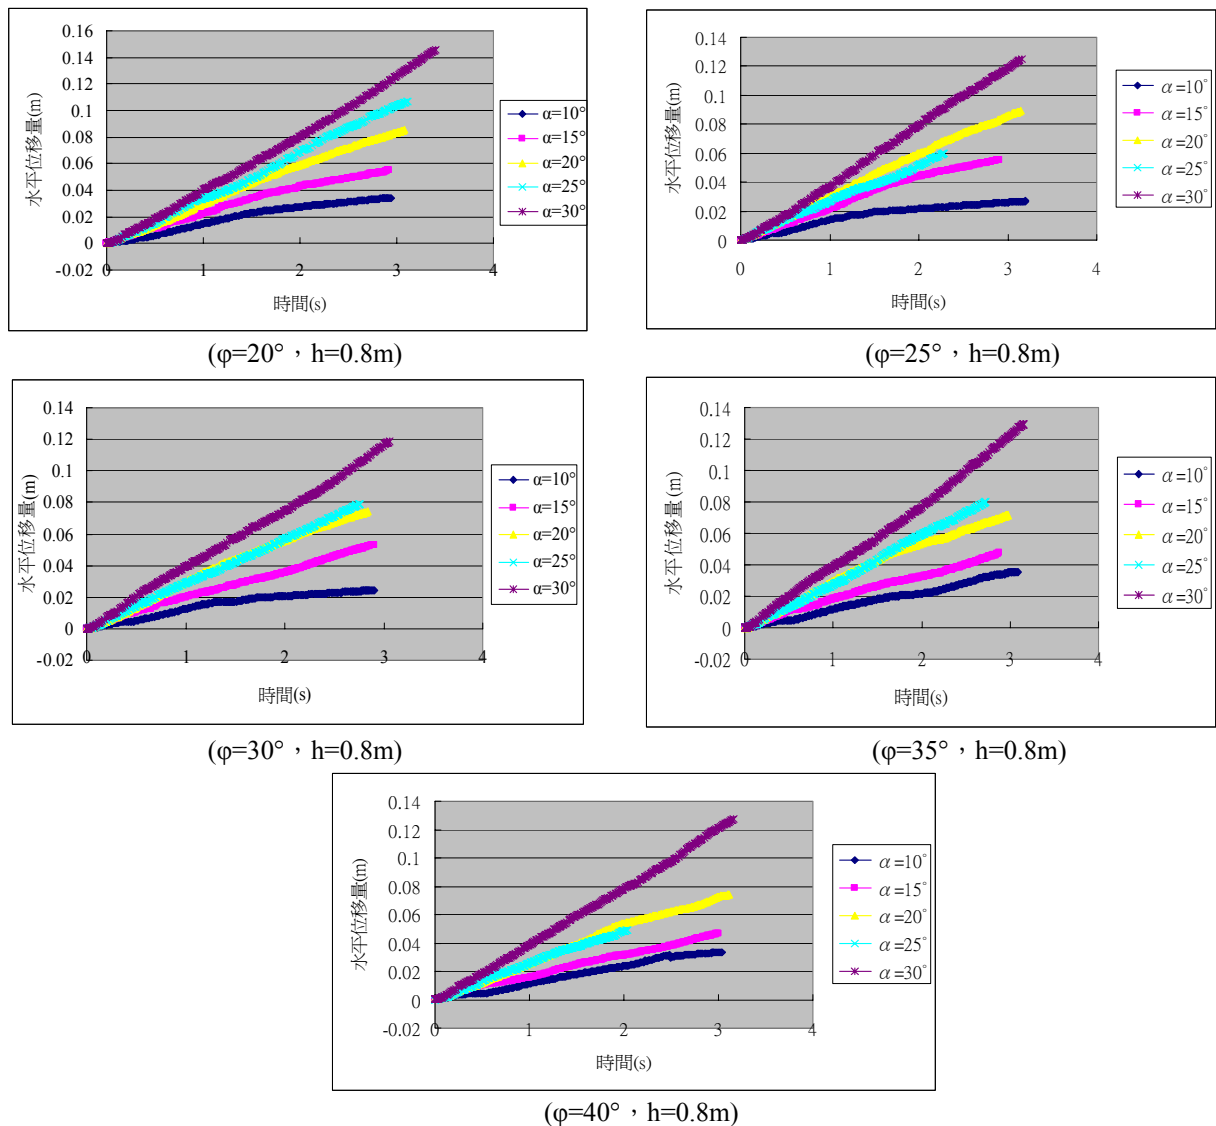 水平位移量(m)
0.16
0.14
0.12
0.1
0.08
0.06
0.04
0.02
0
-0.02
0 1 2 3 4
時間(s)
α=10°
α=15°
α=20°
α=25°
α=30°
(φ=20°，h=0.8m)
水平位移量(m)
0.14
0.12
0.1
0.08
0.06
0.04
0.02
0
0 1 2 3 4
時間(s)
α=10°
α=15°
α=20°
α=25°
α=30°
(φ=25°，h=0.8m)
水平位移量(m)
0.14
0.12
0.1
0.08
0.06
0.04
0.02
0
-0.02
0 1 2 3 4
時間(s)
α=10°
α=15°
α=20°
α=25°
α=30°
(φ=30°，h=0.8m)
水平位移量(m)
0.14
0.12
0.1
0.08
0.06
0.04
0.02
0
-0.02
0 1 2 3 4
時間(s)
α=10°
α=15°
α=20°
α=25°
α=30°
(φ=35°，h=0.8m)
水平位移量(m)
0.14
0.12
0.1
0.08
0.06
0.04
0.02
0
-0.02
0 1 2 3 4
時間(s)
α=10°
α=15°
α=20°
α=25°
α=30°
(φ=40°，h=0.8m)